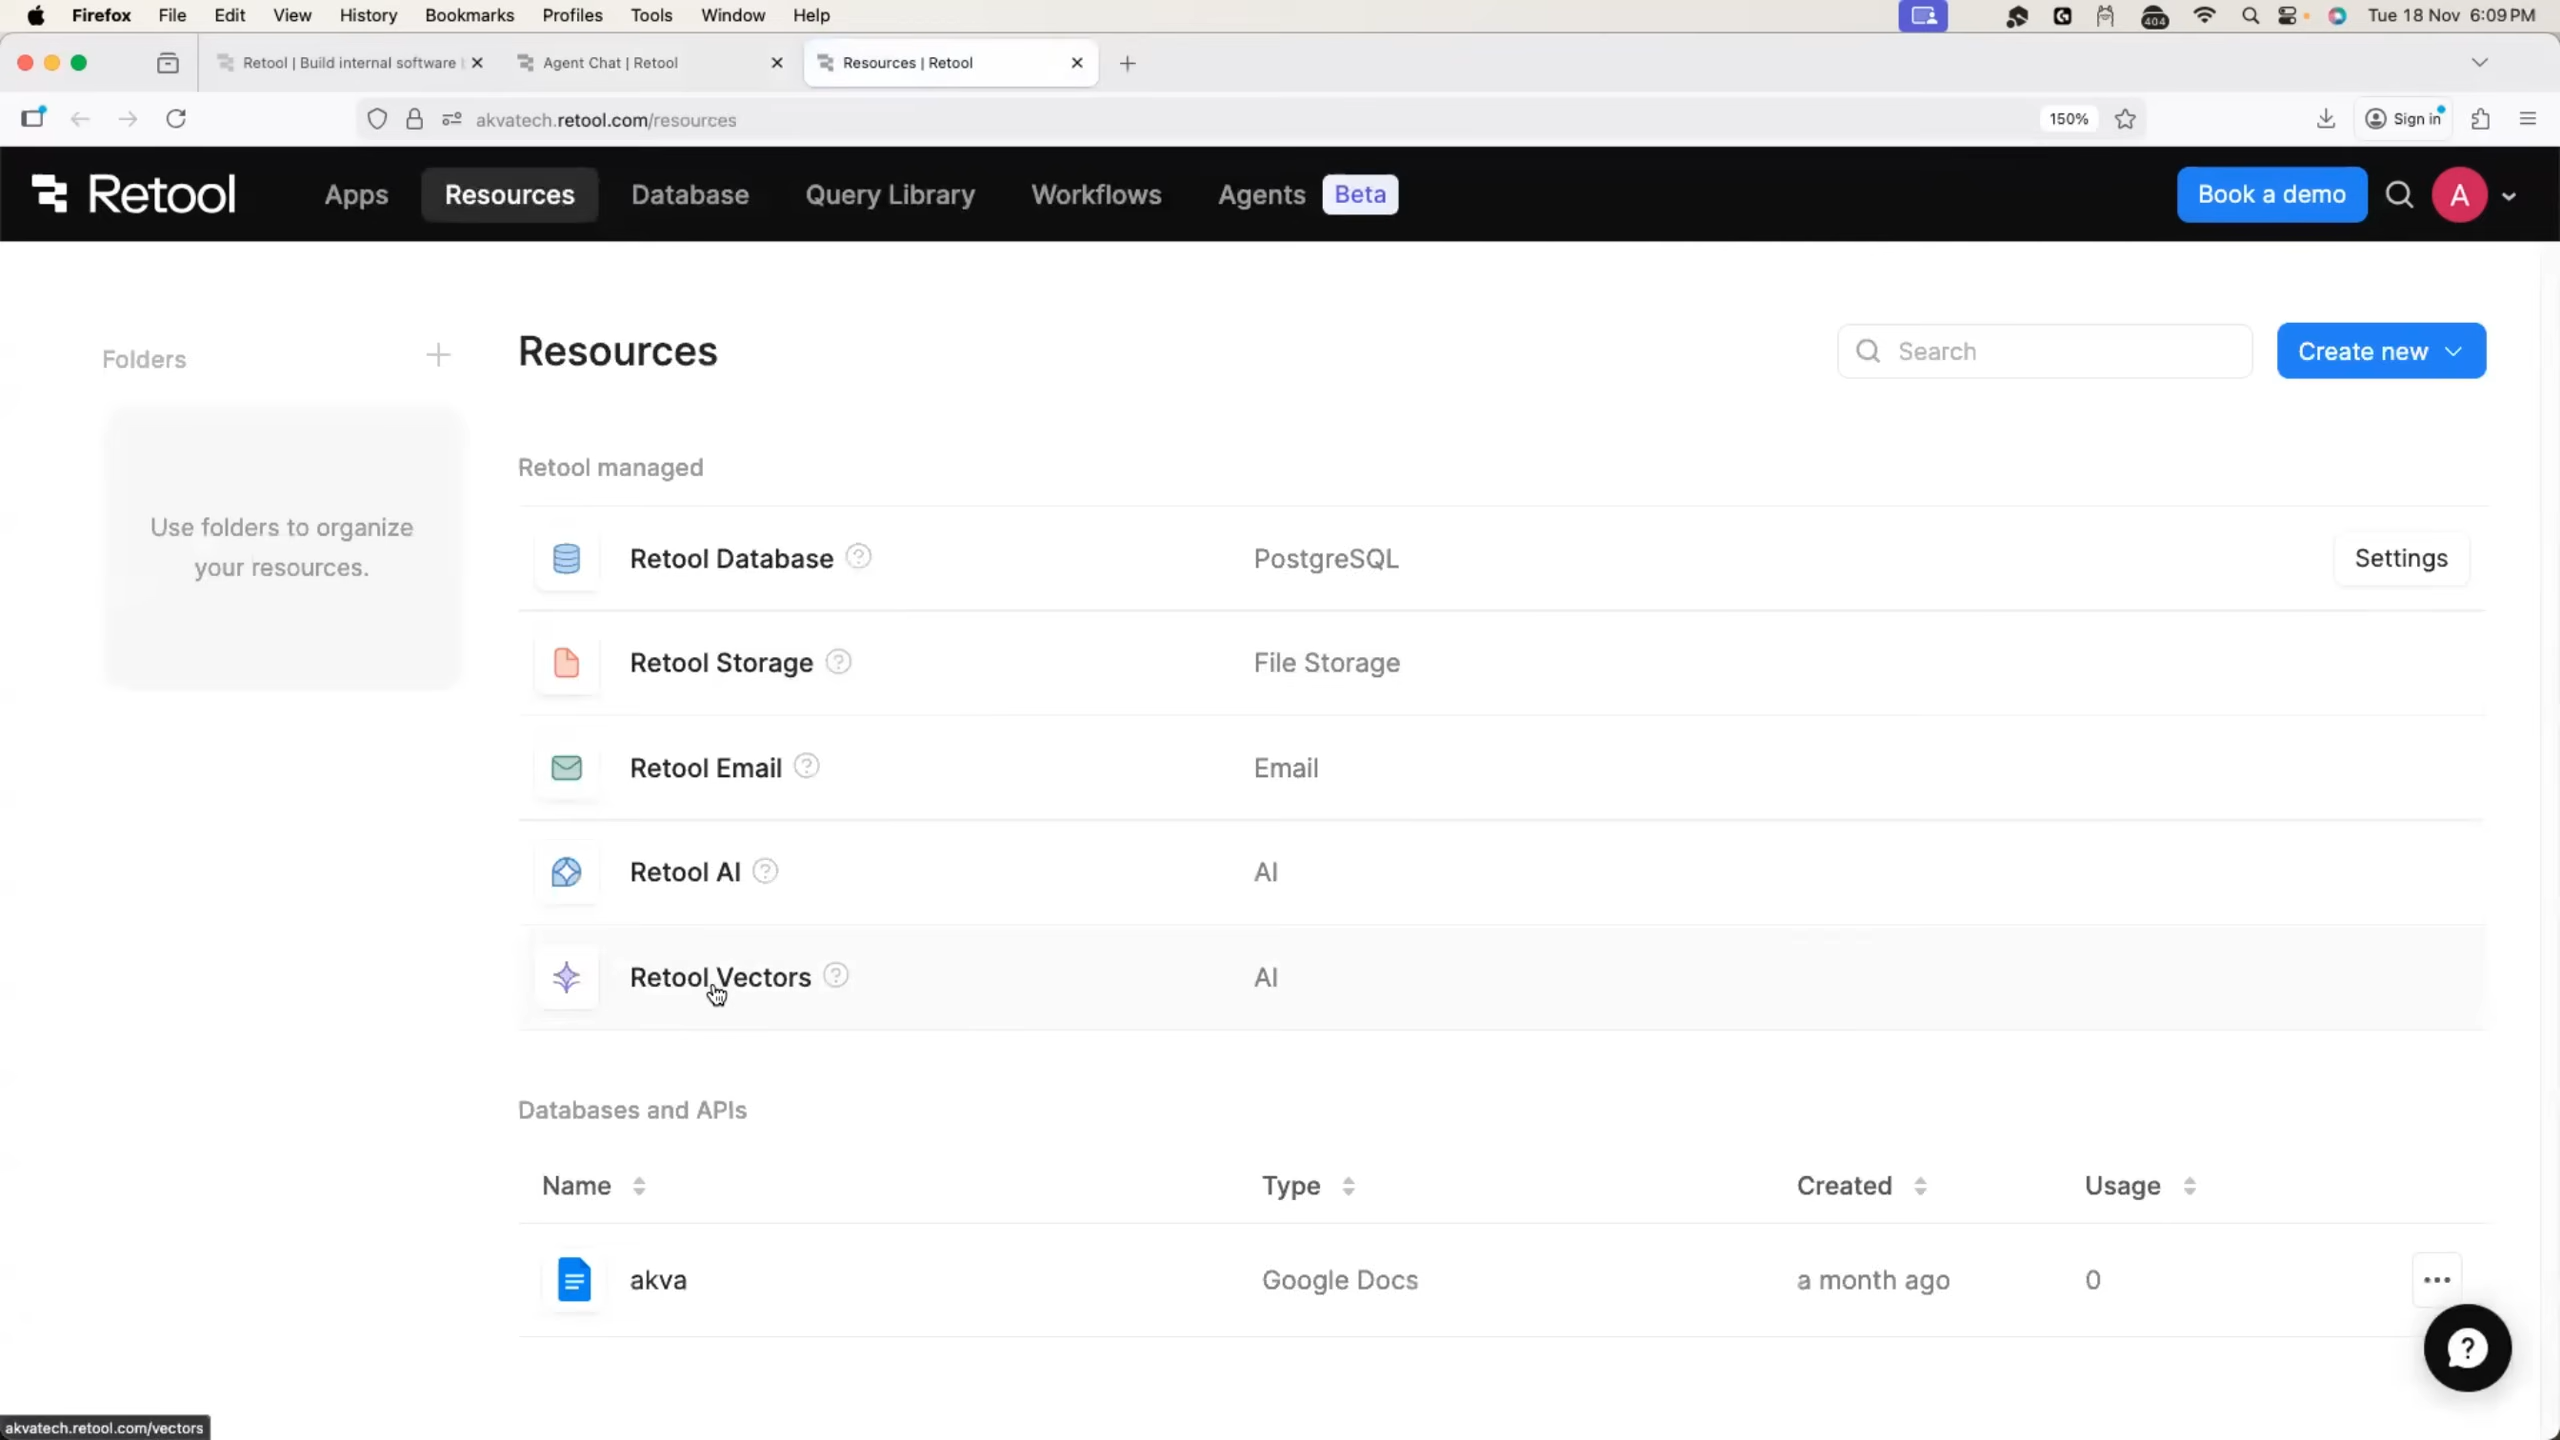 Firefox File Edit View History Bookmarks Profiles Tools Window Help 404 Tue 18 Nov 6:09 PM
Retool | Build internal software Agent Chat | Retool Resources | Retool
akvatech.retool.com/resources 150% Sign in
Retool Apps Resources Database Query Library Workflows Agents Beta Book a demo A
Folders Resources Search Create new
Retool managed
Use folders to organize
your resources.
Retool Database ? PostgreSQL Settings
Retool Storage ? File Storage
Retool Email ? Email
Retool AI ? AI
Retool Vectors ? AI
Databases and APIs
Name Type Created Usage
akva Google Docs a month ago 0
?
akvatech.retool.com/vectors